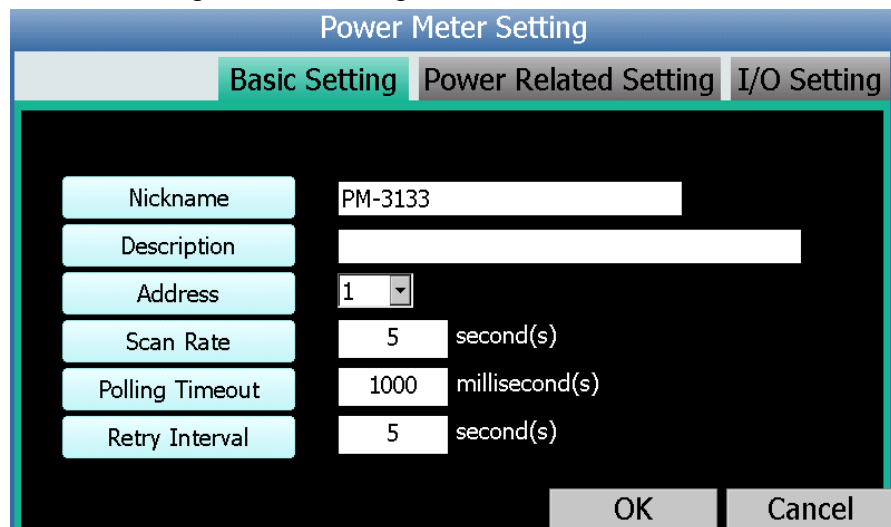 Power Meter Setting
Basic Setting Power Related Setting I/O Setting
Nickname PM-3133
Description
Address 1
Scan Rate 5 second(s)
Polling Timeout 1000 millisecond(s)
Retry Interval 5 second(s)
OK Cancel